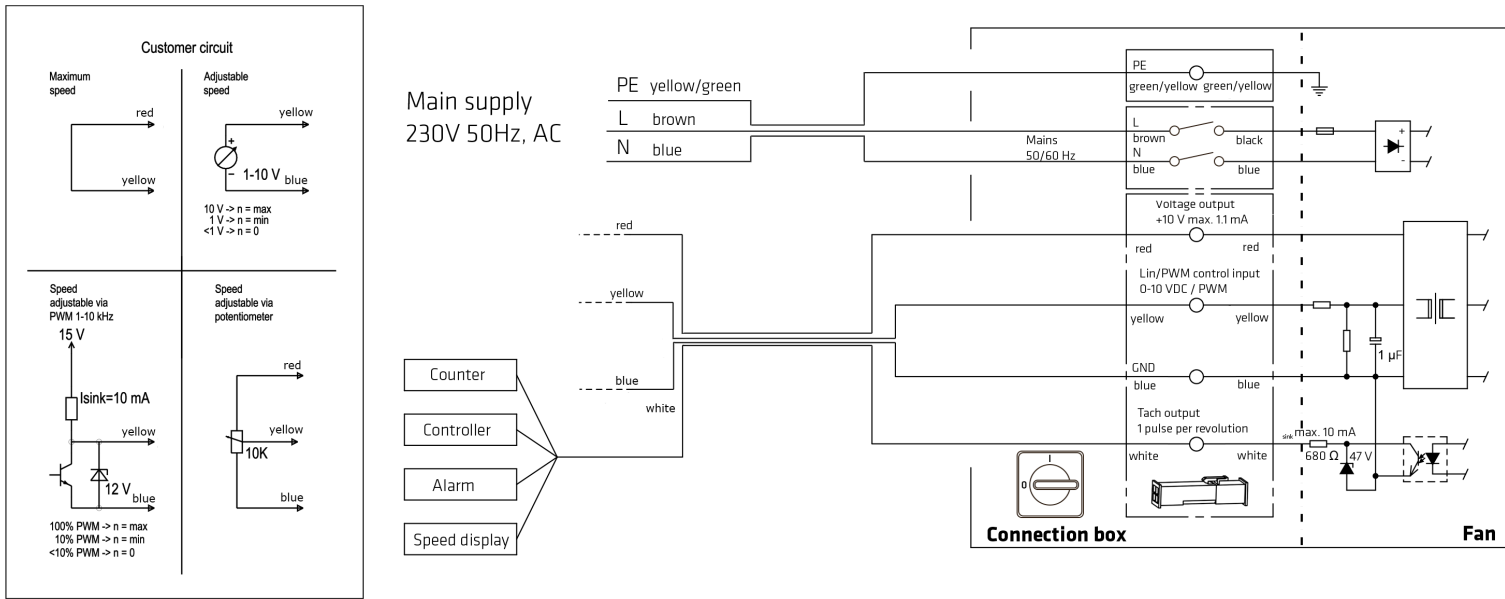 Customer circuit
Maximum
speed
red
yellow
Adjustable
speed
yellow
+
1-10 V
−
blue
10 V -> n = max
1 V -> n = min
<1 V -> n = 0
Speed
adjustable via
PWM 1-10 kHz
15 V
Isink=10 mA
yellow
12 V
blue
100% PWM -> n = max
10% PWM -> n = min
<10% PWM -> n = 0
Speed
adjustable via
potentiometer
red
yellow
10K
blue
Main supply
230V 50Hz, AC
PE yellow/green
L brown
N blue
Mains
50/60 Hz
PE
green/yellow green/yellow
L
brown black
N
blue blue
Voltage output
+10 V max. 1.1 mA
red red
Lin/PWM control input
0-10 VDC / PWM
yellow yellow
GND
blue blue
Tach output
1 pulse per revolution
white white
red
yellow
blue
white
Counter
Controller
Alarm
Speed display
+
-
1 µF
sink max. 10 mA
680 Ω 47 V
I
0
Connection box
Fan